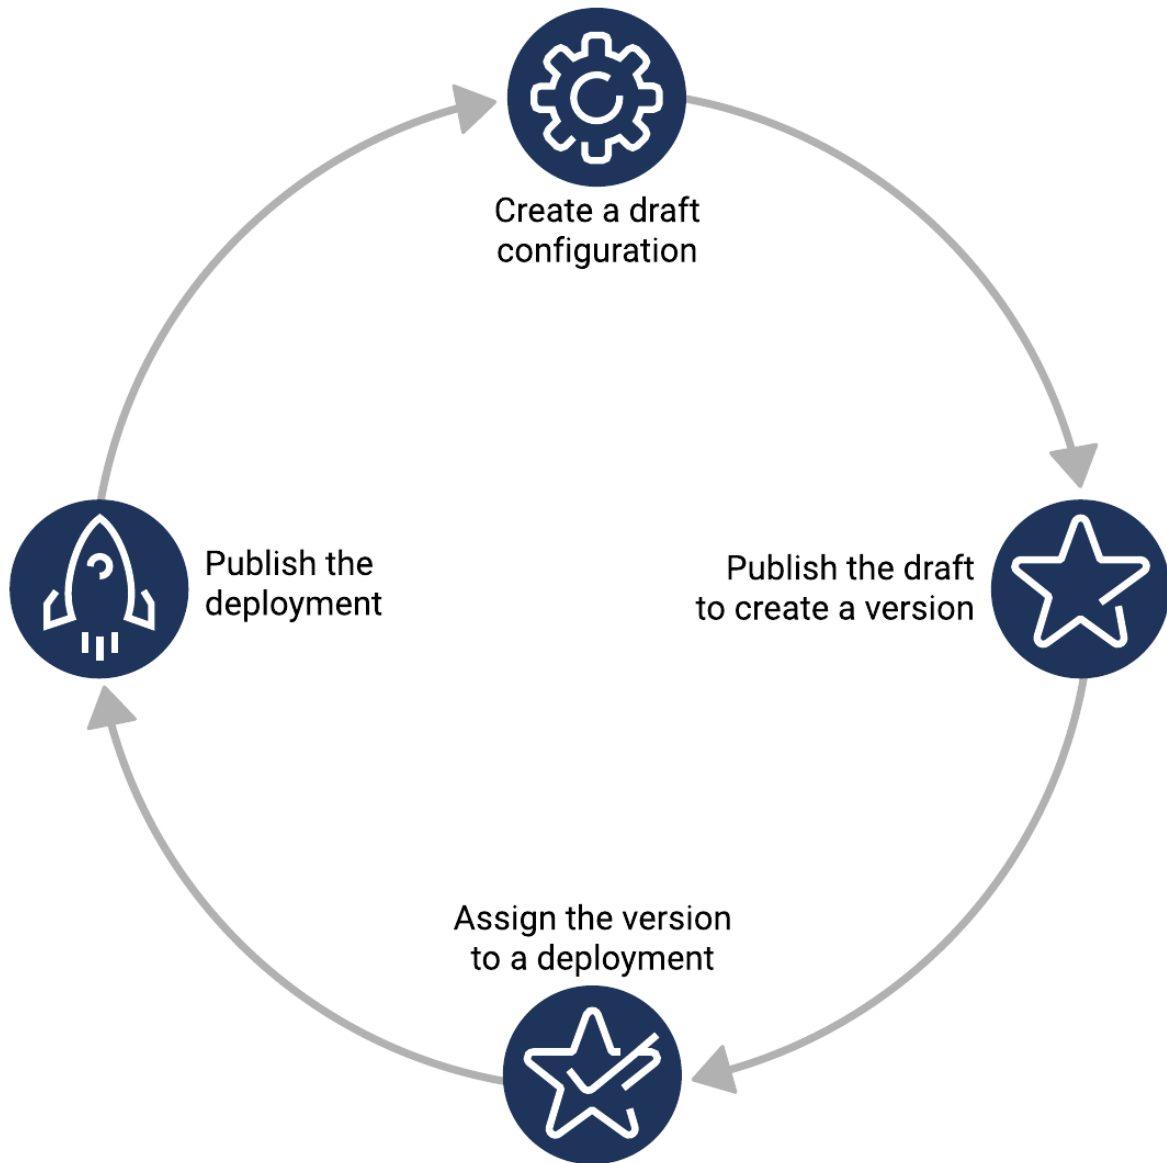 Create a draft
configuration
Publish the draft
to create a version
Assign the version
to a deployment
Publish the
deployment